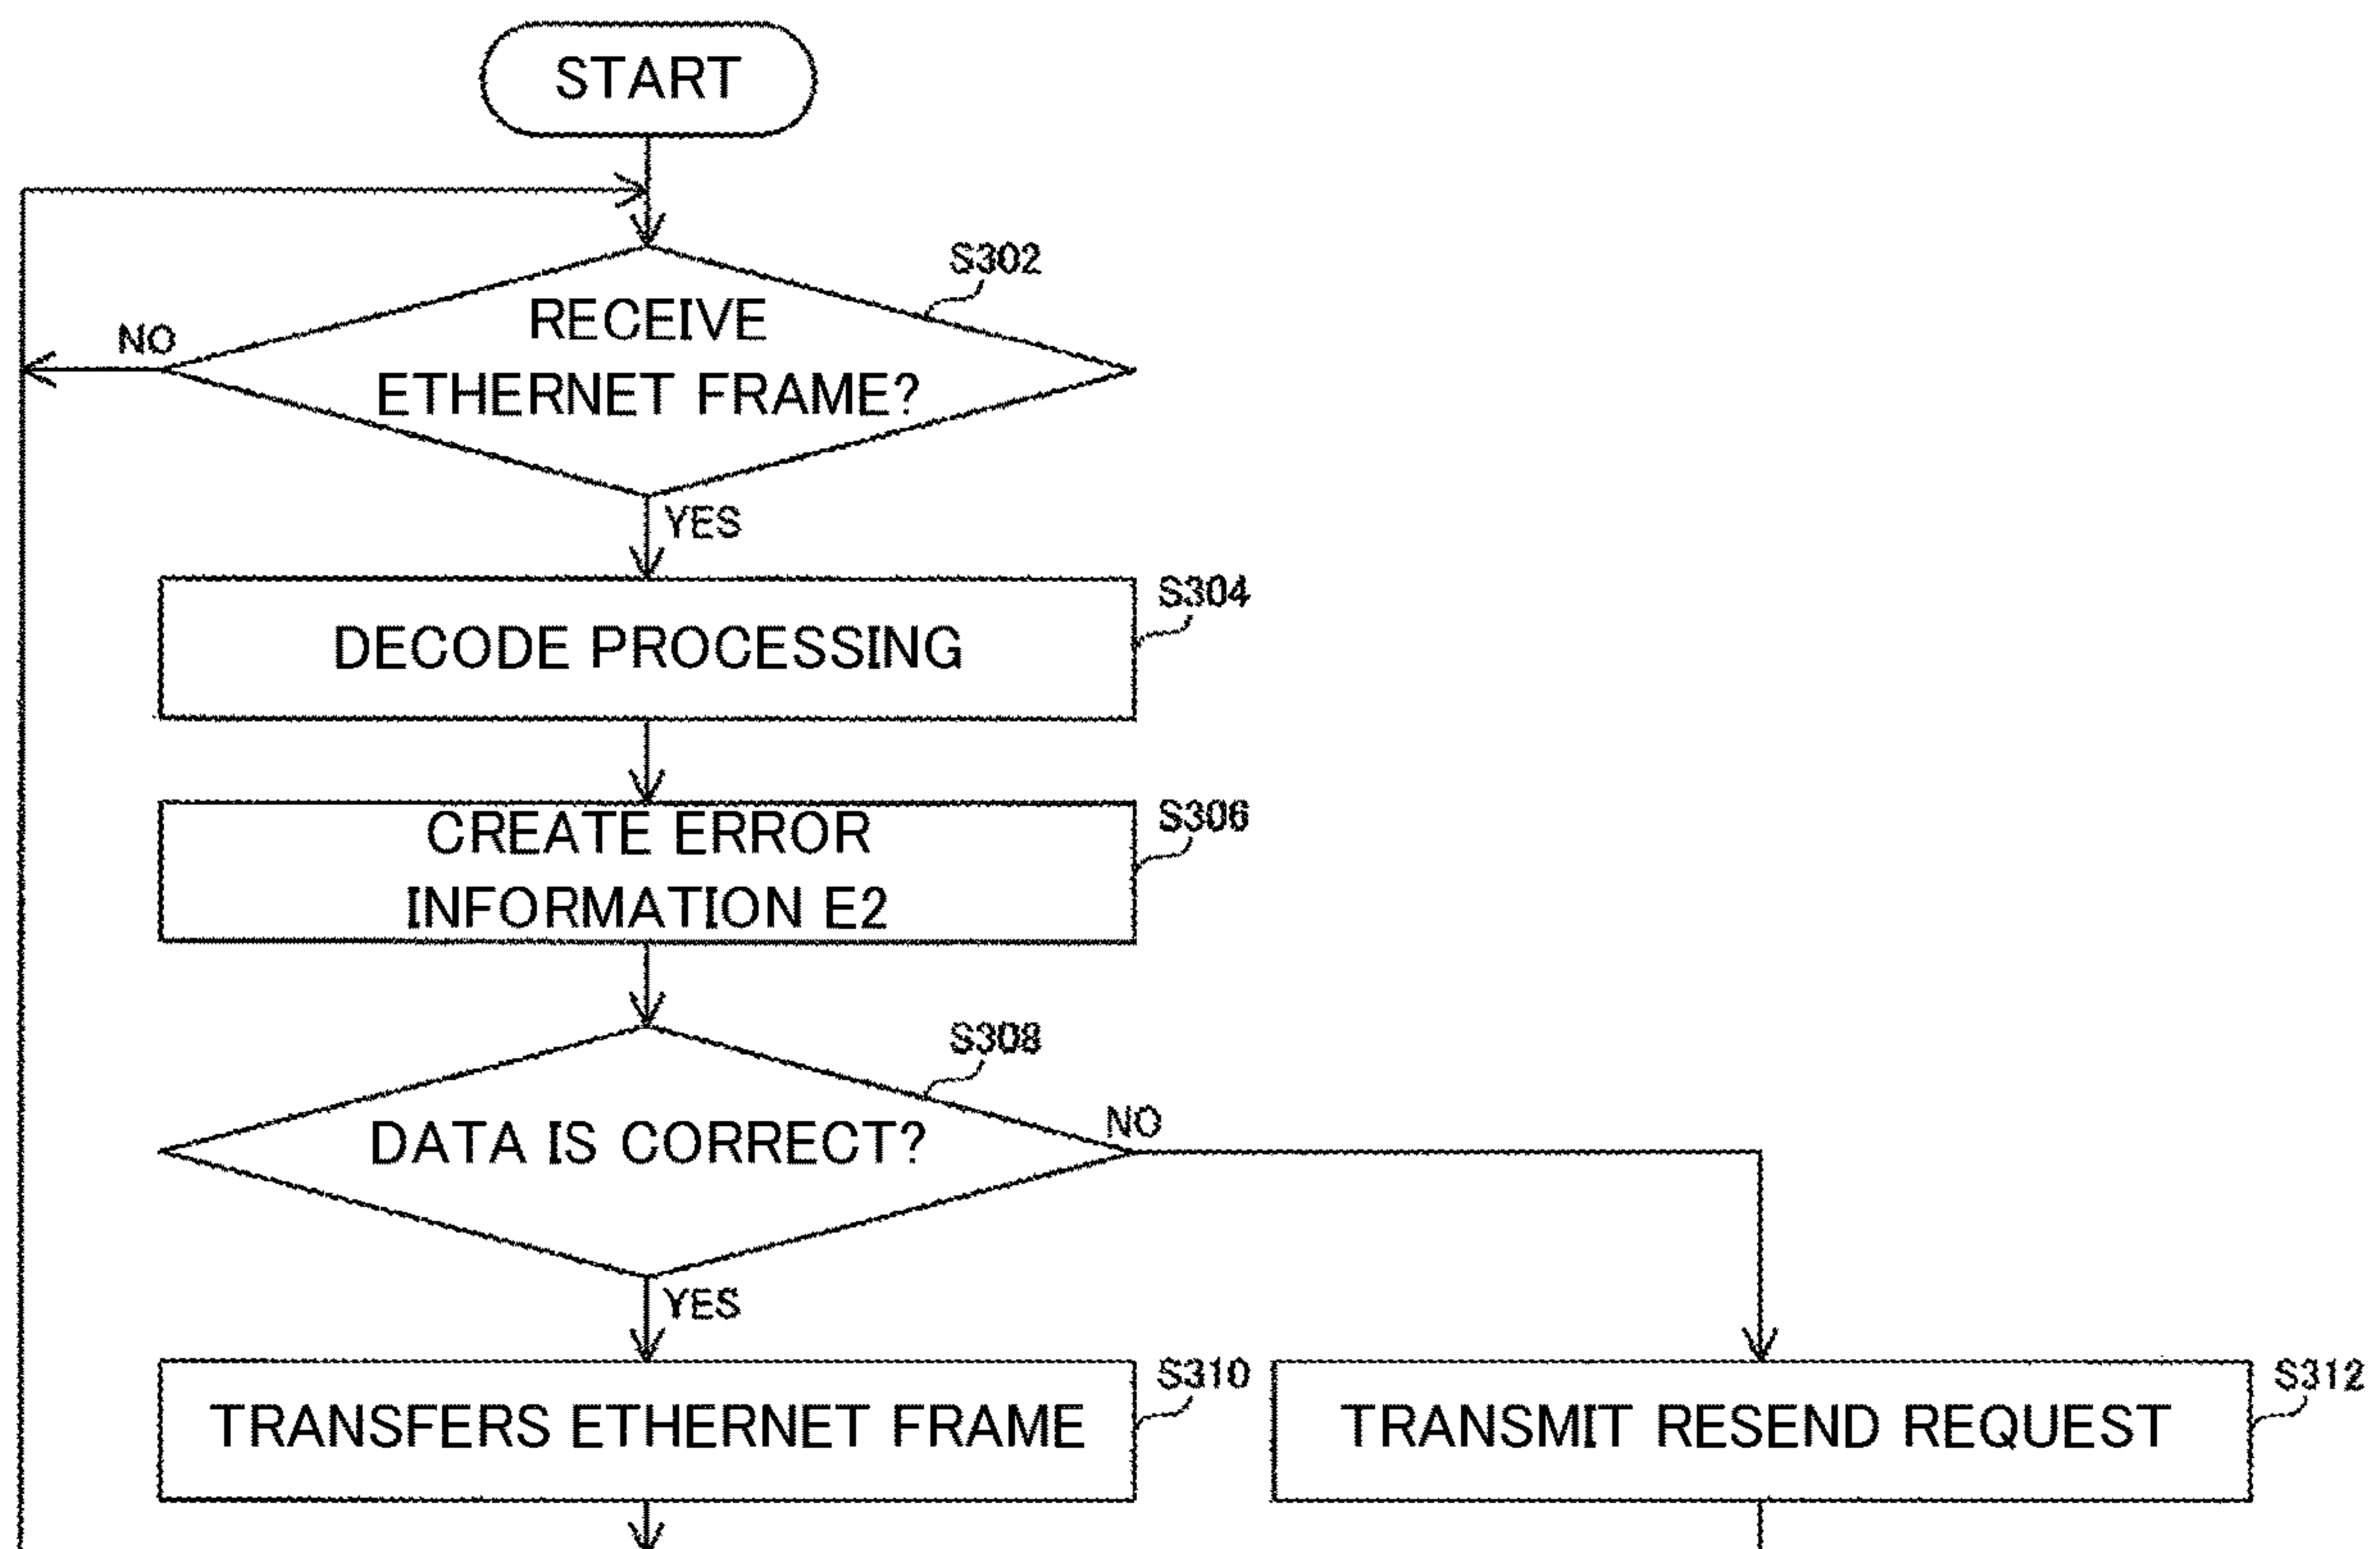 START
S302
RECEIVE
NO
ETHERNET FRAME?
YES
S304
DECODE PROCESSING
S306
CREATE ERROR
INFORMATION E2
S308
NO
DATA IS CORRECT?
YES
S310
S312
TRANSFERS ETHERNET FRAME
TRANSMIT RESEND REQUEST